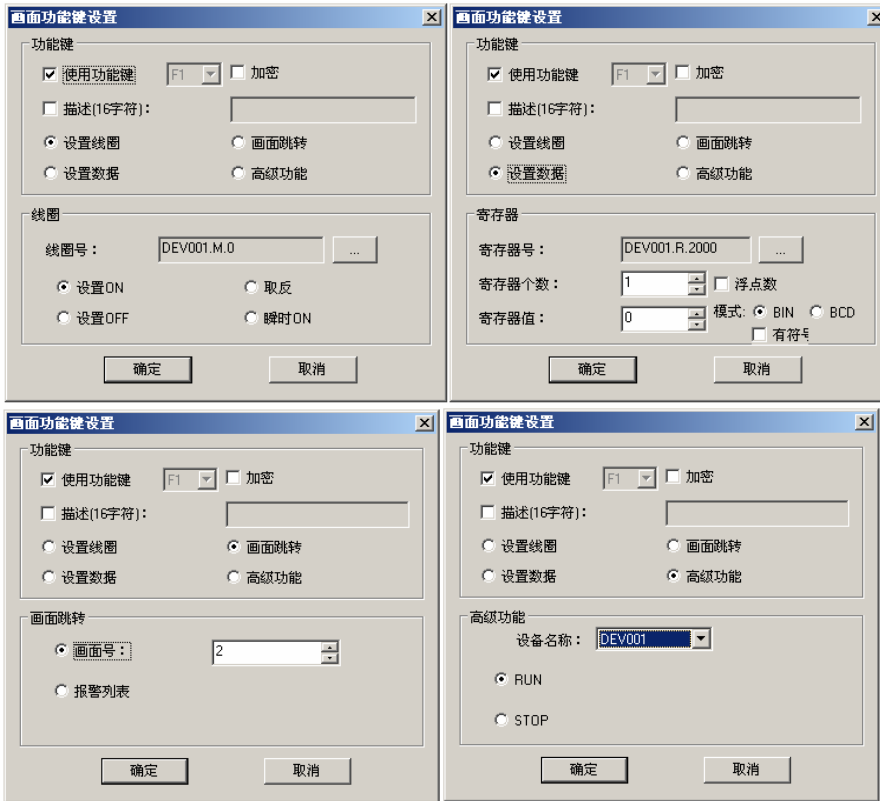 画面功能键设置
功能键
使用功能键 F1 加密
描述(16字符):
设置线圈 画面跳转
设置数据 高级功能
线圈
线圈号: DEV001.M.0 ...
设置ON 取反
设置OFF 瞬时ON
确定 取消
画面功能键设置
功能键
使用功能键 F1 加密
描述(16字符):
设置线圈 画面跳转
设置数据 高级功能
寄存器
寄存器号: DEV001.R.2000 ...
寄存器个数: 1 浮点数
寄存器值: 0 模式: BIN BCD
有符号
确定 取消
画面功能键设置
功能键
使用功能键 F1 加密
描述(16字符):
设置线圈 画面跳转
设置数据 高级功能
画面跳转
画面号: 2
报警列表
确定 取消
画面功能键设置
功能键
使用功能键 F1 加密
描述(16字符):
设置线圈 画面跳转
设置数据 高级功能
高级功能
设备名称: DEV001
RUN
STOP
确定 取消